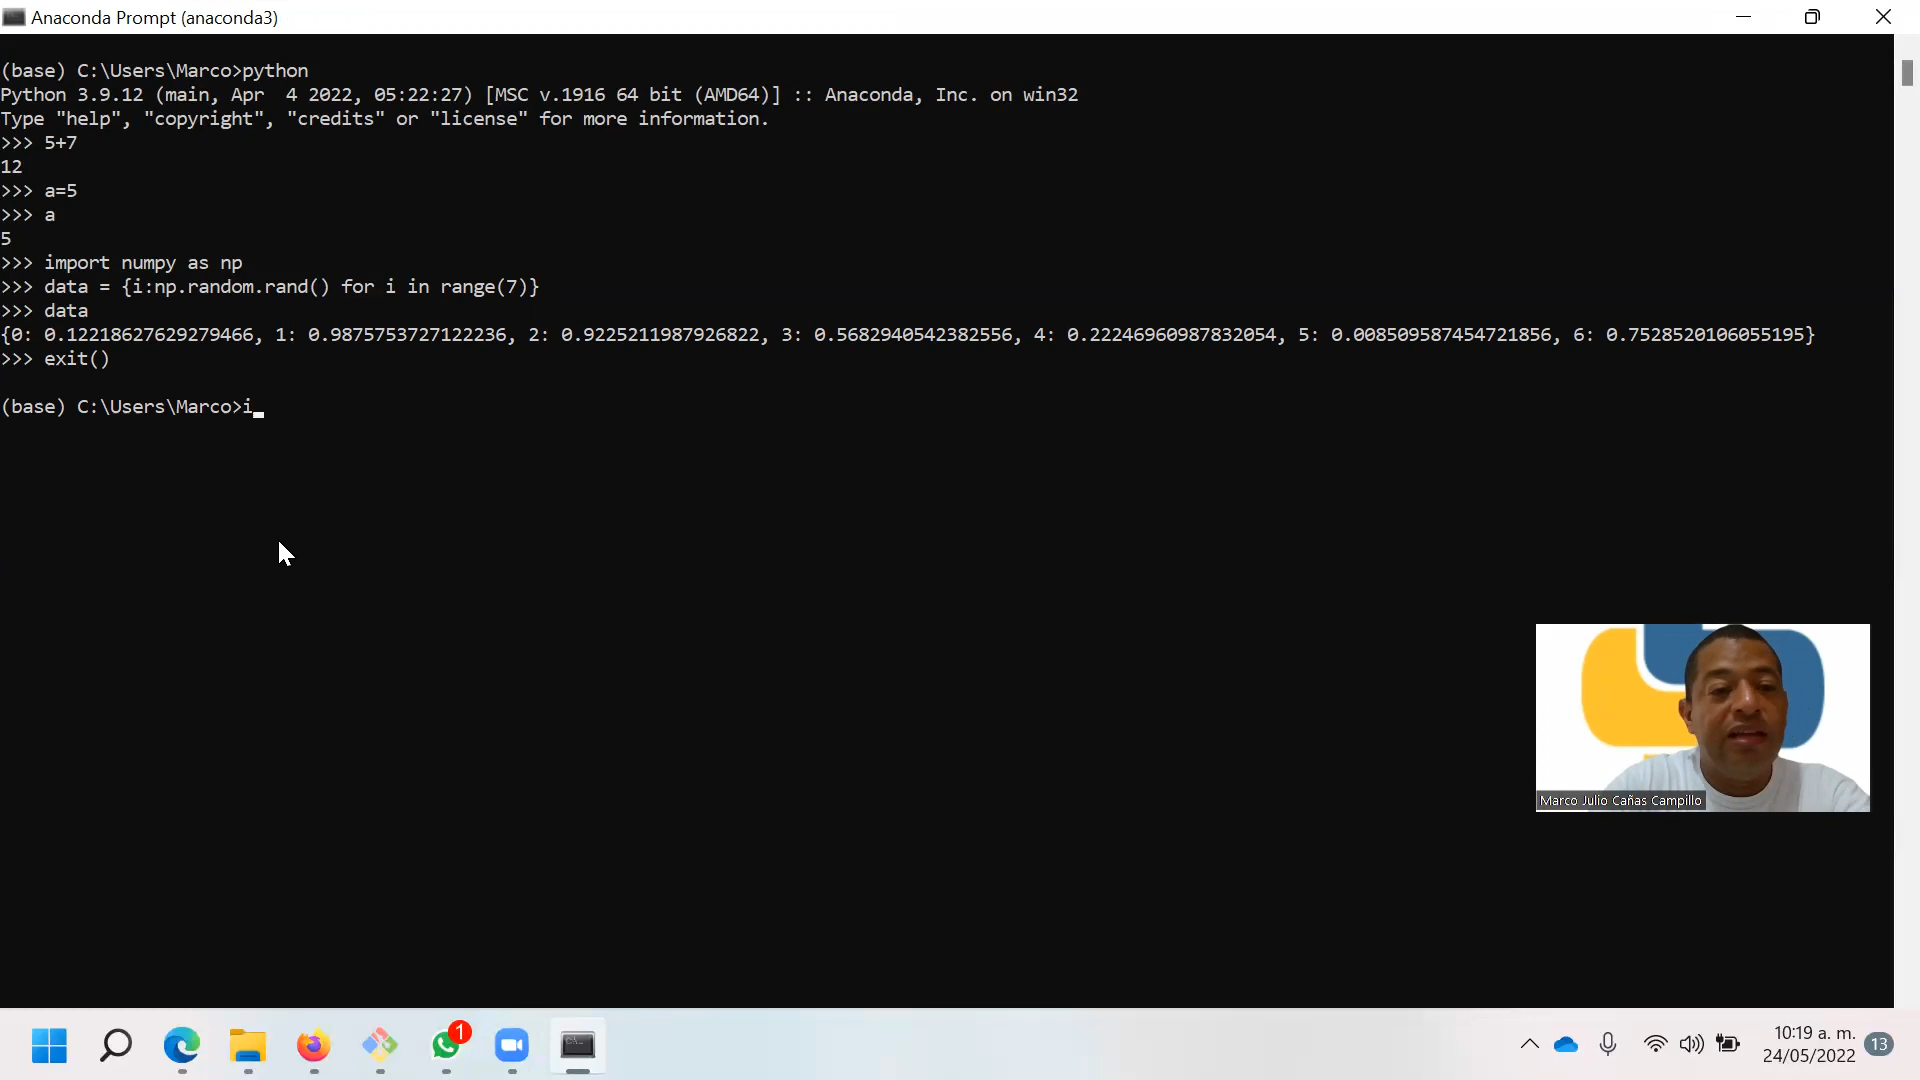 Anaconda Prompt (anaconda3)
(base) C:\Users\Marco>python
Python 3.9.12 (main, Apr  4 2022, 05:22:27) [MSC v.1916 64 bit (AMD64)] :: Anaconda, Inc. on win32
Type "help", "copyright", "credits" or "license" for more information.
>>> 5+7
12
>>> a=5
>>> a
5
>>> import numpy as np
>>> data = {i:np.random.rand() for i in range(7)}
>>> data
{0: 0.12218627629279466, 1: 0.9875753727122236, 2: 0.9225211987926822, 3: 0.5682940542382556, 4: 0.22246960987832054, 5: 0.008509587454721856, 6: 0.7528520106055195}
>>> exit()
(base) C:\Users\Marco>i_
Marco Julio Cañas Campillo
1
10:19 a. m.
24/05/2022
13